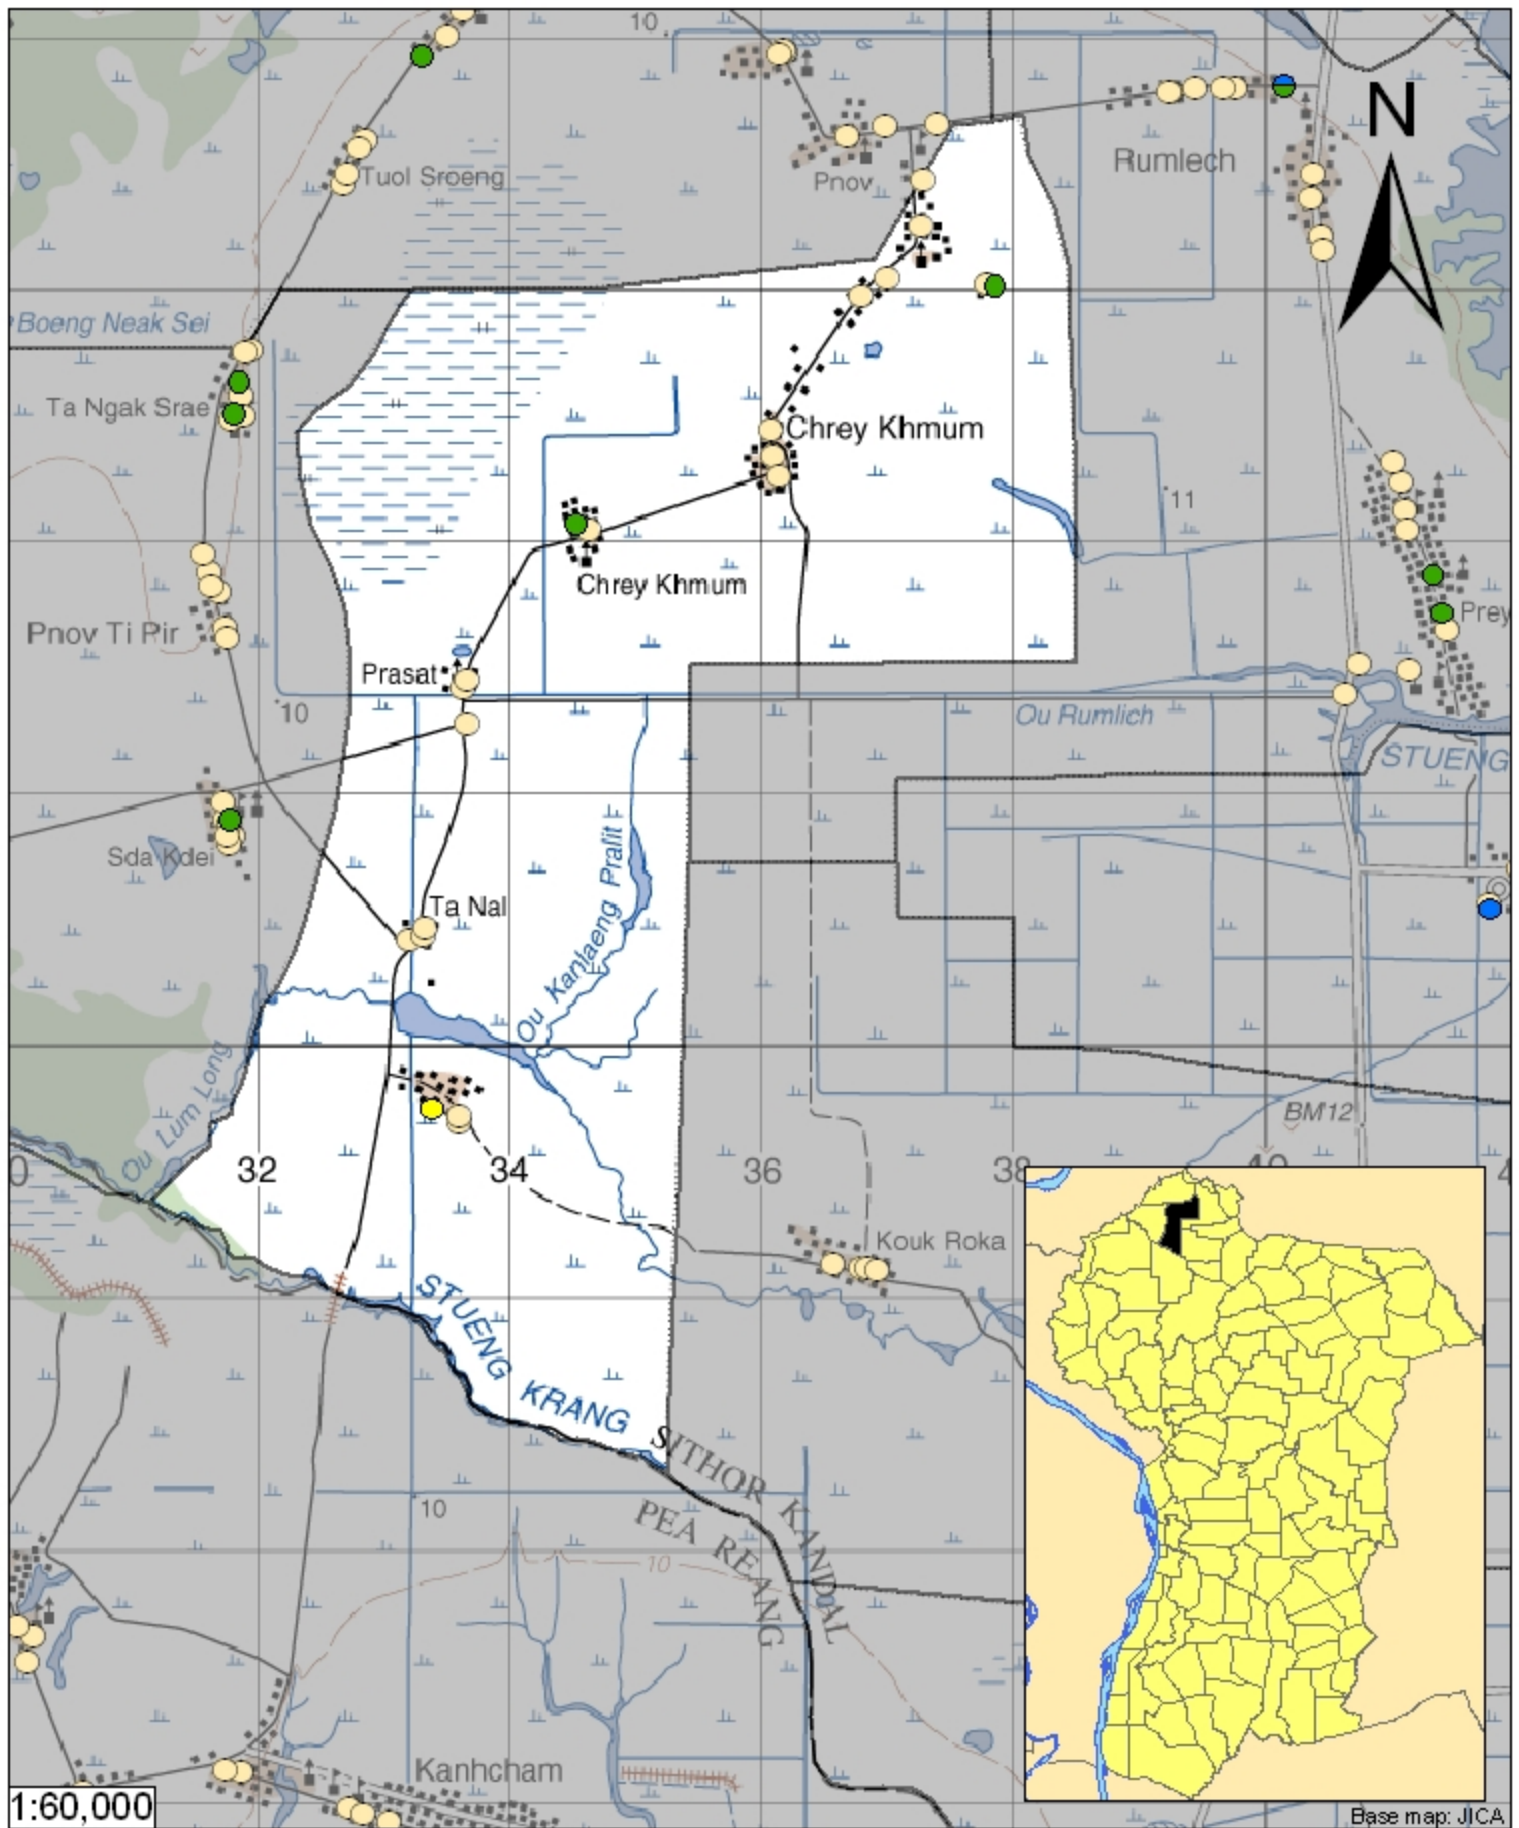 10
N
Tuol Sroeng
Pnov
Rumlech
Boeng Neak Sei
Ta Ngak Srae
Chrey Khmum
11
Chrey Khmum
Prey
Pnov Ti Pir
Prasat
10
Ou Rumlich
STUENG
Sda Kdei
Ou Kanlaeng Pralit
Ta Nal
Ou Lum Long
BM12
0
32
34
36
38
40
4
Kouk Roka
STUENG KRANG
SITHOR KANDAL
PEA REANG
10
10
Kanhcham
1:60,000
Base map: JICA